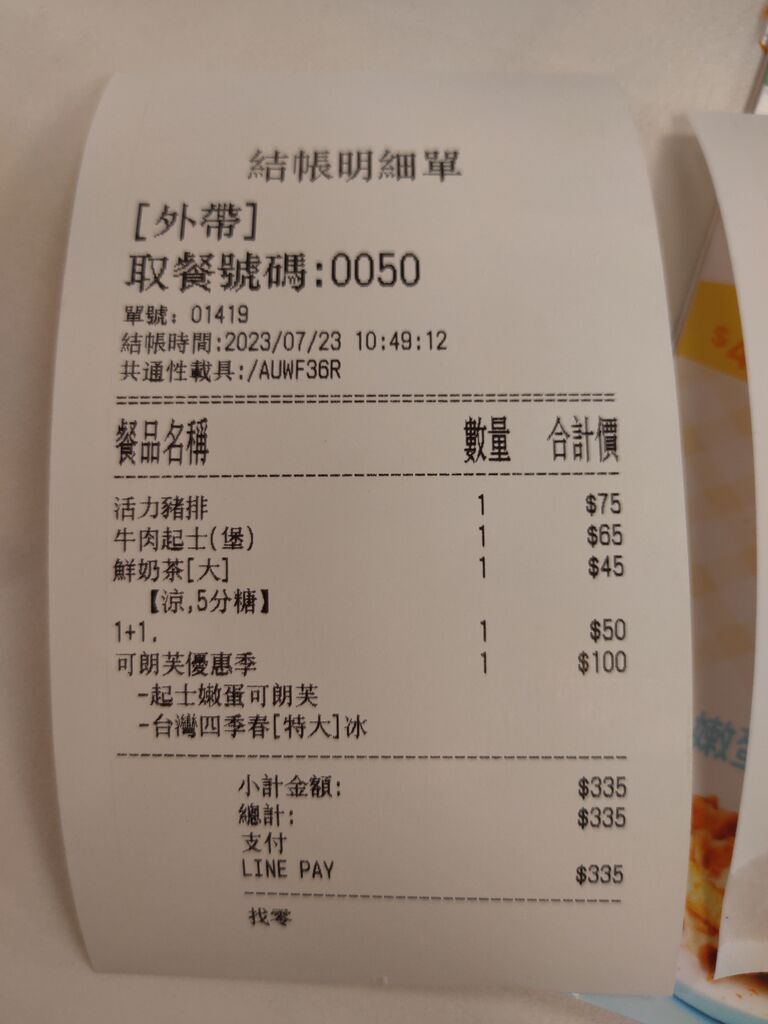 結帳明細單
[外帶]
取餐號碼:0050
單號: 01419
結帳時間:2023/07/23 10:49:12
共通性載具:/AUWF36R
餐品名稱 數量 合計價
活力豬排 1 $75
牛肉起士(堡) 1 $65
鮮奶茶[大] 1 $45
【涼,5分糖】
1+1. 1 $50
可朗芙優惠季 1 $100
-起士嫩蛋可朗芙
-台灣四季春[特大]冰
小計金額: $335
總計: $335
支付
LINE PAY $335
找零
$4
嫩蛋